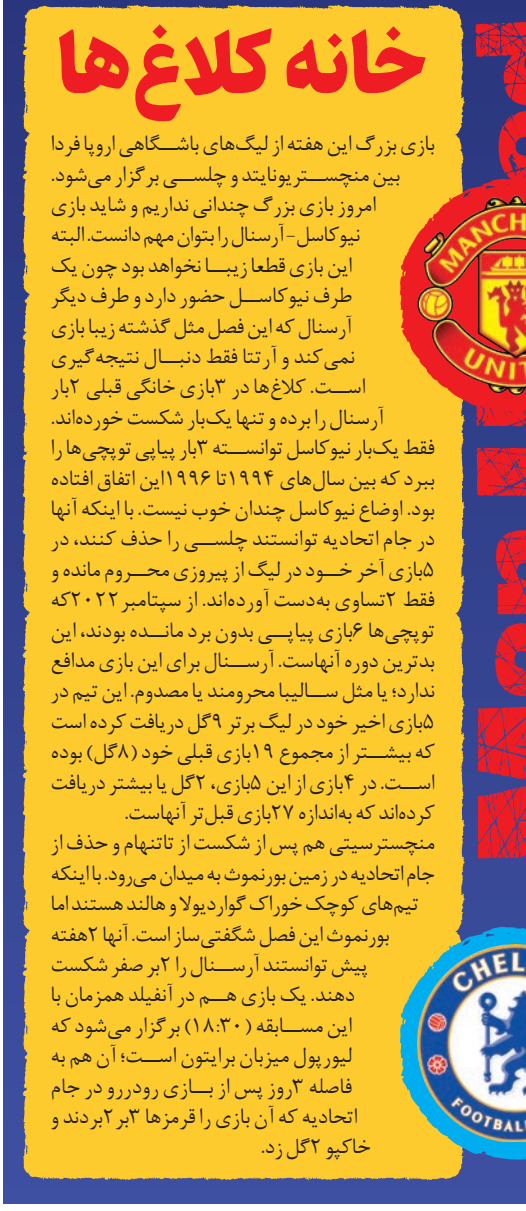 خانه کلاغ‌ها
بازی بزرگ این هفته از لیگ‌های باشگاهی اروپا فردا
بین منچستریونایتد و چلسی برگزار می‌شود.
امروز بازی بزرگ چندانی نداریم و شاید بازی
نیوکاسل-آرسنال را بتوان مهم دانست. البته
این بازی قطعا زیبا نخواهد بود چون یک
طرف نیوکاسل حضور دارد و طرف دیگر
آرسنال که این فصل مثل گذشته زیبا بازی
نمی‌کند و آرتتا فقط دنبال نتیجه‌گیری
است. کلاغ‌ها در ۳بازی خانگی قبلی ۲بار
آرسنال را برده و تنها یک‌بار شکست خورده‌اند.
فقط یک‌بار نیوکاسل توانسته ۳بار پیاپی توپچی‌ها را
ببرد که بین سال‌های ۱۹۹۴تا ۱۹۹۶این اتفاق افتاده
بود. اوضاع نیوکاسل چندان خوب نیست. با اینکه آنها
در جام اتحادیه توانستند چلسی را حذف کنند، در
۵بازی آخر خود در لیگ از پیروزی محروم مانده و
فقط ۲تساوی به‌دست آورده‌اند. از سپتامبر ۲۰۲۲که
توپچی‌ها ۶بازی پیاپی بدون برد مانده بودند، این
بدترین دوره آنهاست. آرسنال برای این بازی مدافع
ندارد؛ یا مثل سالیبا محرومند یا مصدوم. این تیم در
۵بازی اخیر خود در لیگ برتر ۹گل دریافت کرده است
که بیشتر از مجموع ۱۹بازی قبلی خود (۸گل) بوده
است. در ۴بازی از این ۵بازی، ۲گل یا بیشتر دریافت
کرده‌اند که به‌اندازه ۲۷بازی قبل‌تر آنهاست.
منچسترسیتی هم پس از شکست از تاتنهام و حذف از
جام اتحادیه در زمین بورنموث به میدان می‌رود. با اینکه
تیم‌های کوچک خوراک گواردیولا و هالند هستند اما
بورنموث این فصل شگفتی‌ساز است. آنها ۲هفته
پیش توانستند آرسنال را ۲بر صفر شکست
دهند. یک بازی هم در آنفیلد همزمان با
این مسابقه (۱۸:۳۰) برگزار می‌شود که
لیورپول میزبان برایتون است؛ آن هم به
فاصله ۳روز پس از بازی رودررو در جام
اتحادیه که آن بازی را قرمزها ۳بر ۲بردند و
خاکپو ۲گل زد.
MANCH
UNIT
CHEL
FOOTBAL